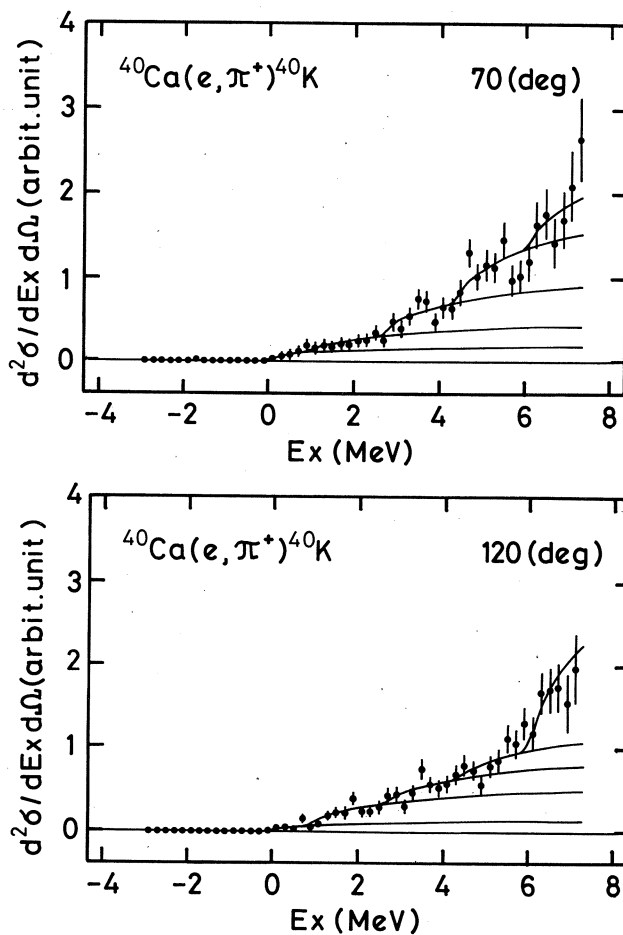 4
3
2
1
0
d²σ/dEx dΩ (arbit.unit)
⁴⁰Ca(e,π⁺)⁴⁰K
70 (deg)
−4 −2 0 2 4 6 8
Ex (MeV)
4
3
2
1
0
d²σ/dEx dΩ (arbit.unit)
⁴⁰Ca(e,π⁺)⁴⁰K
120 (deg)
−4 −2 0 2 4 6 8
Ex (MeV)